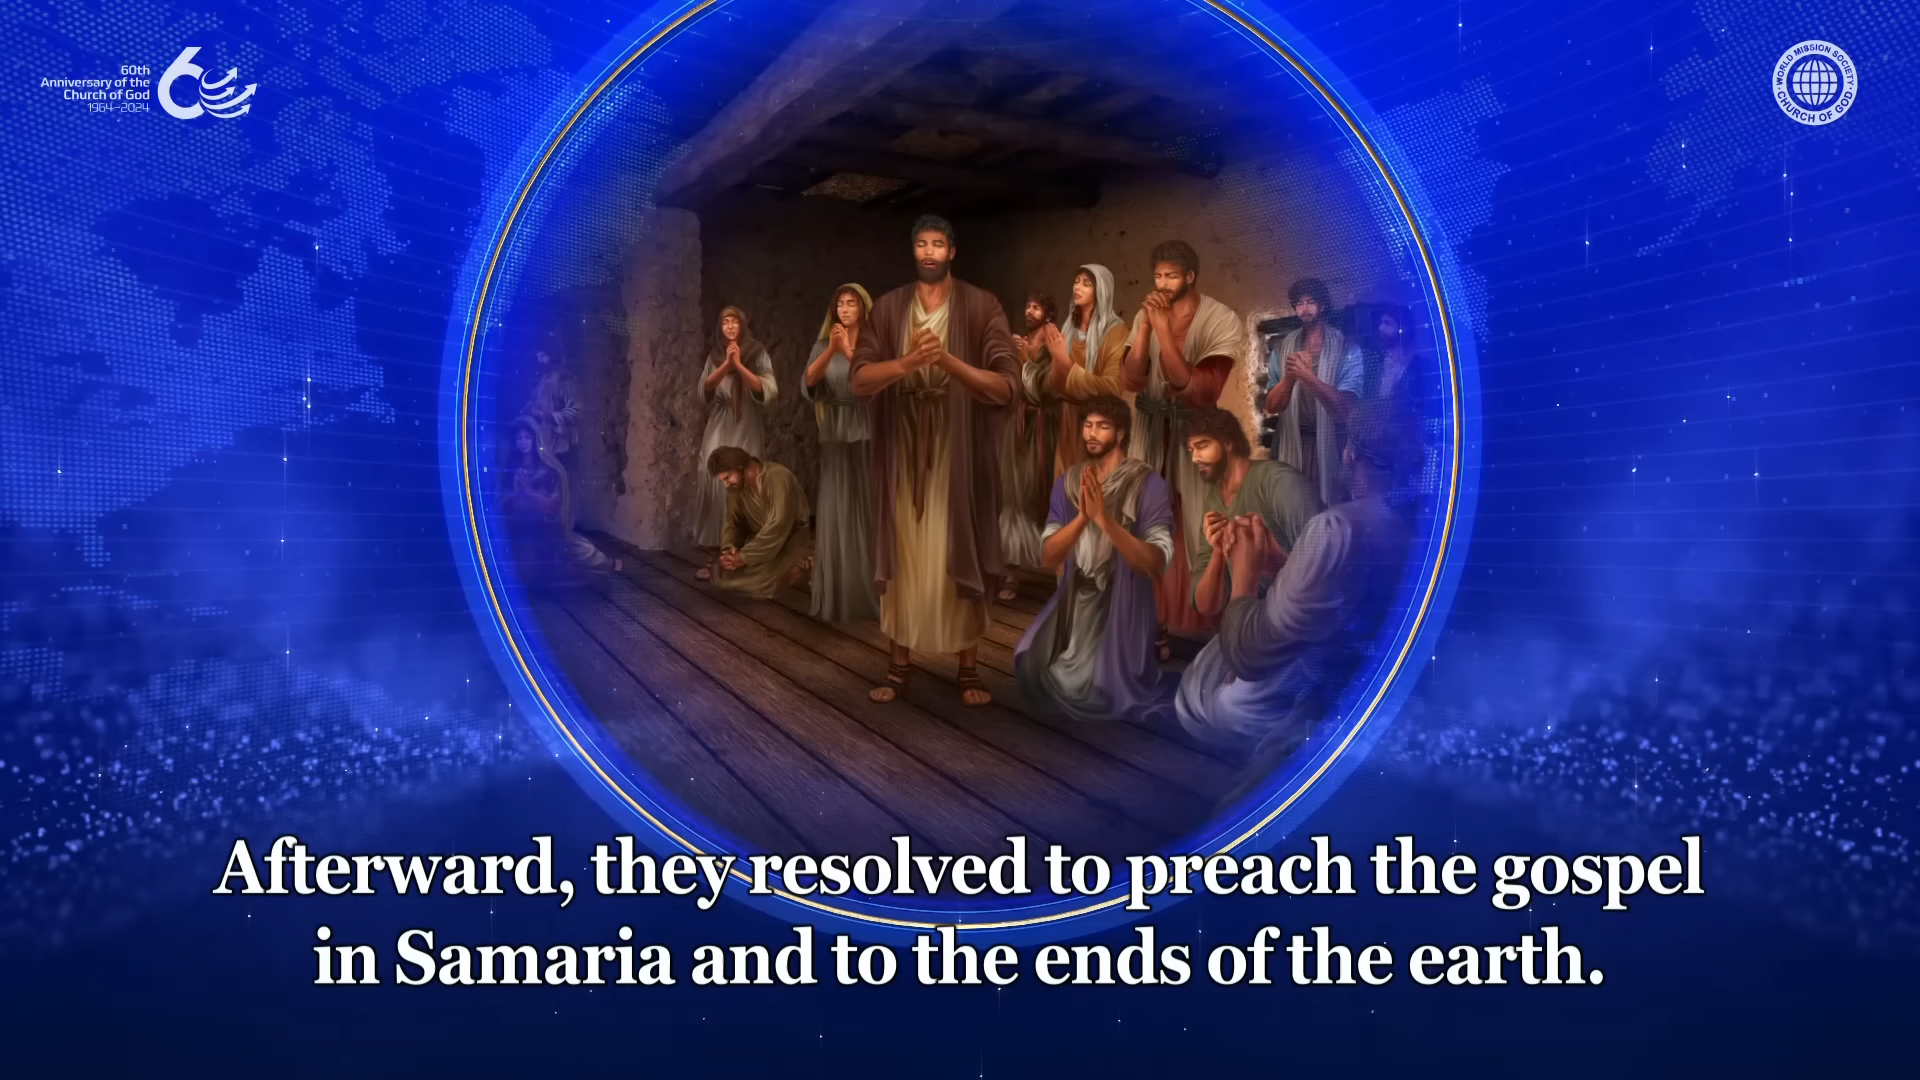 60th
Anniversary of the
Church of God
1964–2024
60
WORLD MISSION SOCIETY
CHURCH OF GOD
Afterward, they resolved to preach the gospel
in Samaria and to the ends of the earth.